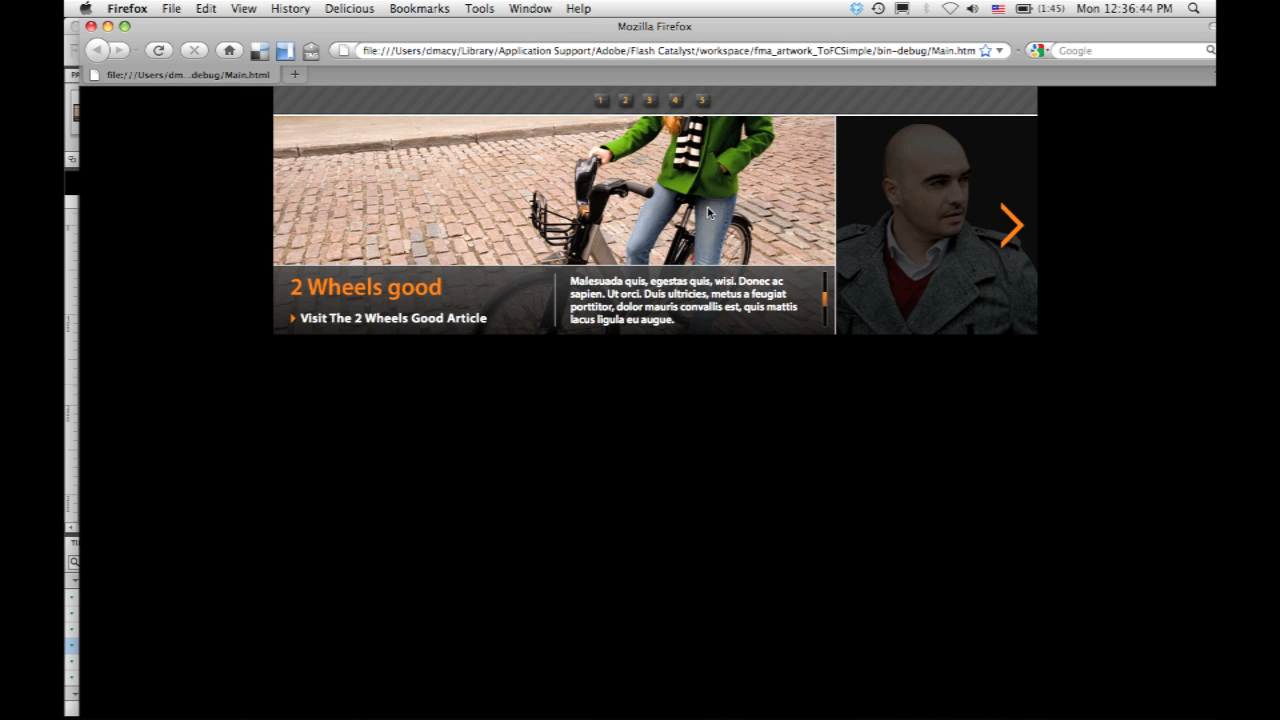 Firefox File Edit View History Delicious Bookmarks Tools Window Help (1:45) Mon 12:36:44 PM
Mozilla Firefox
file:///Users/dmacy/Library/Application Support/Adobe/Flash Catalyst/workspace/fma_artwork_ToFCSimple/bin-debug/Main.htm Google
file:///Users/dm...debug/Main.html +
1 2 3 4 5
2 Wheels good
Visit The 2 Wheels Good Article
Malesuada quis, egestas quis, wisi. Donec ac
sapien. Ut orci. Duis ultricies, metus a feugiat
porttitor, dolor mauris convallis est, quis mattis
lacus ligula eu augue.